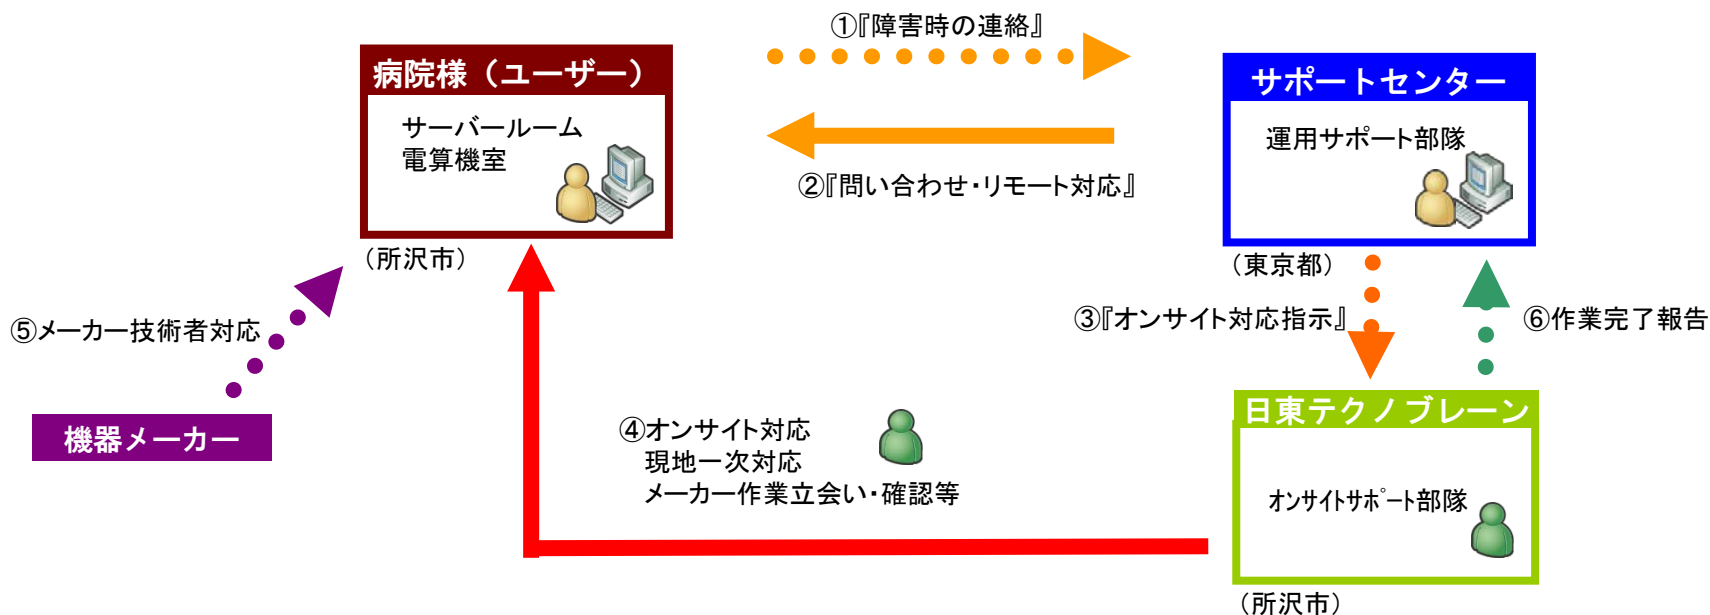 ①『障害時の連絡』
病院様（ユーザー）
サーバールーム
電算機室
（所沢市）
サポートセンター
運用サポート部隊
（東京都）
②『問い合わせ・リモート対応』
③『オンサイト対応指示』
⑥作業完了報告
⑤メーカー技術者対応
機器メーカー
④オンサイト対応
現地一次対応
メーカー作業立会い・確認等
日東テクノブレーン
ｵﾝｻｲﾄｻﾎﾟｰﾄ部隊
（所沢市）